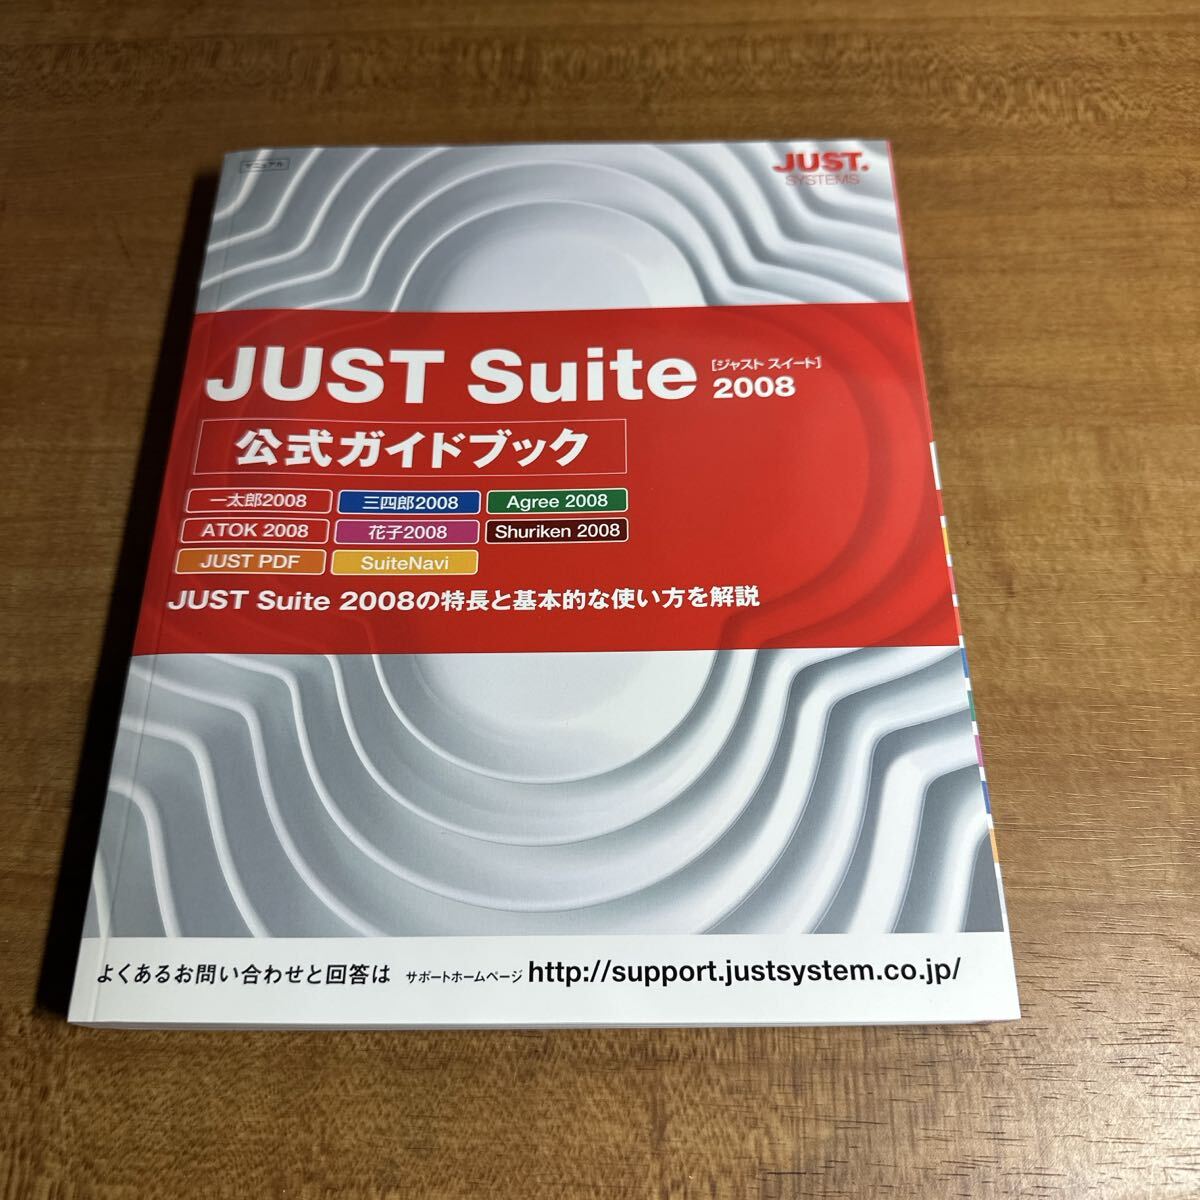 マニュアル
JUST.
SYSTEMS
JUST Suite
[ジャスト スイート]
2008
公式ガイドブック
一太郎2008
三四郎2008
Agree 2008
ATOK 2008
花子2008
Shuriken 2008
JUST PDF
SuiteNavi
JUST Suite 2008の特長と基本的な使い方を解説
よくあるお問い合わせと回答は サポートホームページ http://support.justsystem.co.jp/